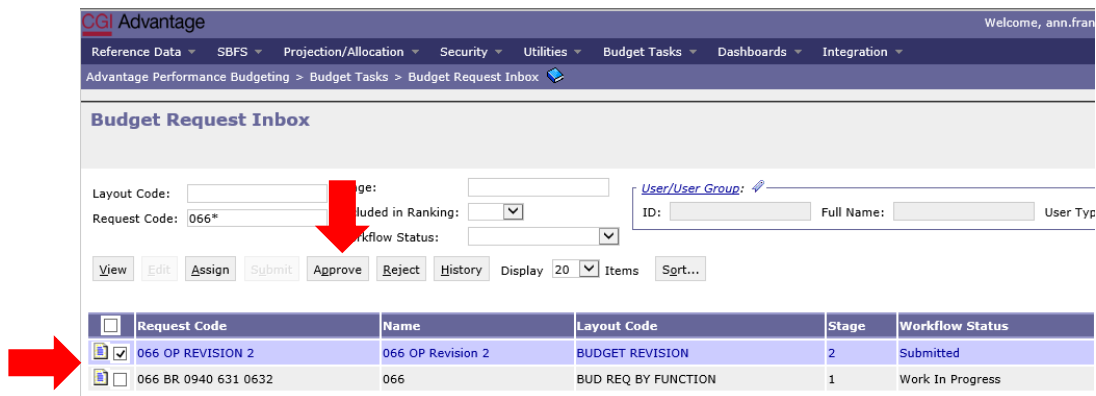 CGI Advantage Welcome, ann.fran
Reference Data SBFS Projection/Allocation Security Utilities Budget Tasks Dashboards Integration
Advantage Performance Budgeting > Budget Tasks > Budget Request Inbox
Budget Request Inbox
Layout Code: ge: User/User Group:
Request Code: 066* luded in Ranking: ID: Full Name: User Typ
rkflow Status:
View Edit Assign Submit Approve Reject History Display 20 Items Sort...
Request Code Name Layout Code Stage Workflow Status
066 OP REVISION 2 066 OP Revision 2 BUDGET REVISION 2 Submitted
066 BR 0940 631 0632 066 BUD REQ BY FUNCTION 1 Work In Progress